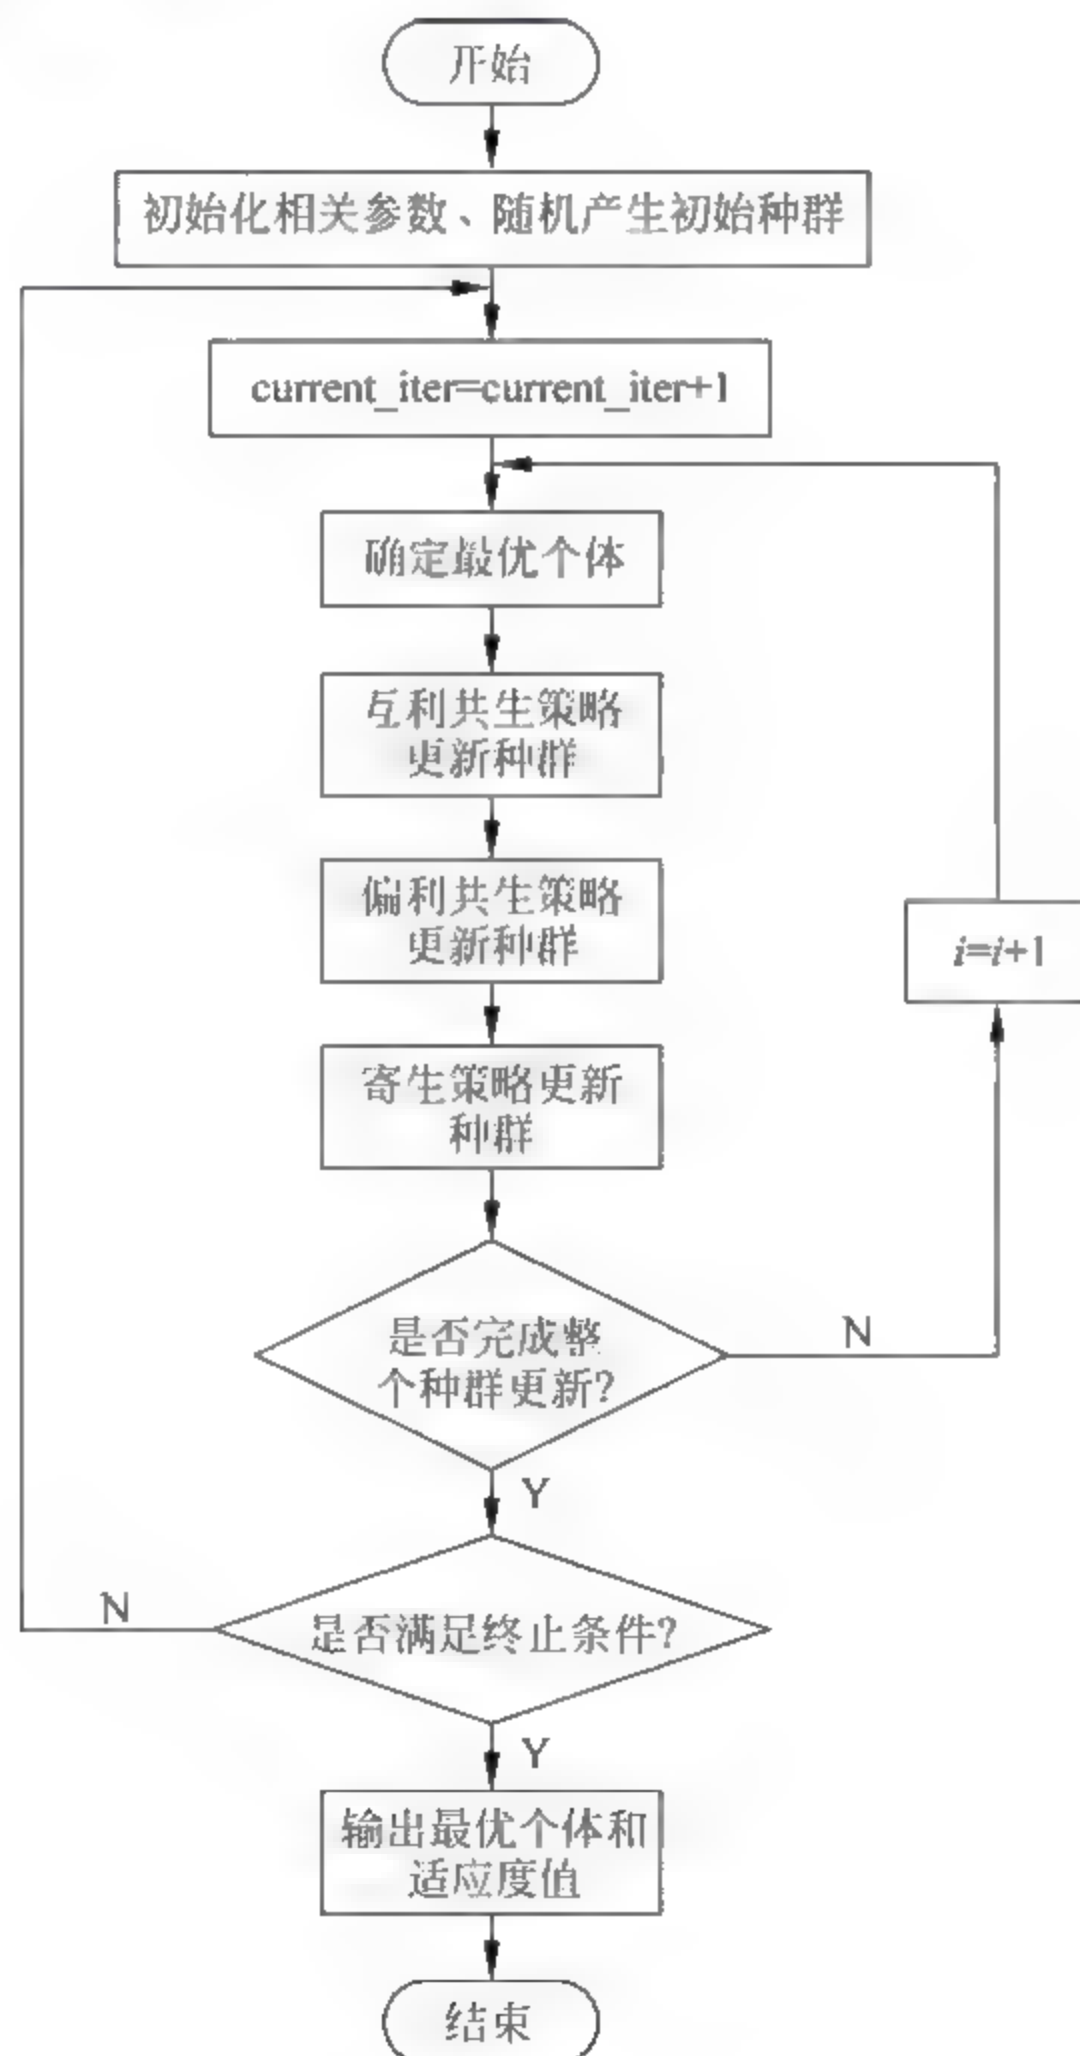 开始
初始化相关参数、随机产生初始种群
current_iter=current_iter+1
确定最优个体
互利共生策略
更新种群
偏利共生策略
更新种群
i=i+1
寄生策略更新
种群
是否完成整
个种群更新?
N
Y
是否满足终止条件?
N
Y
输出最优个体和
适应度值
结束